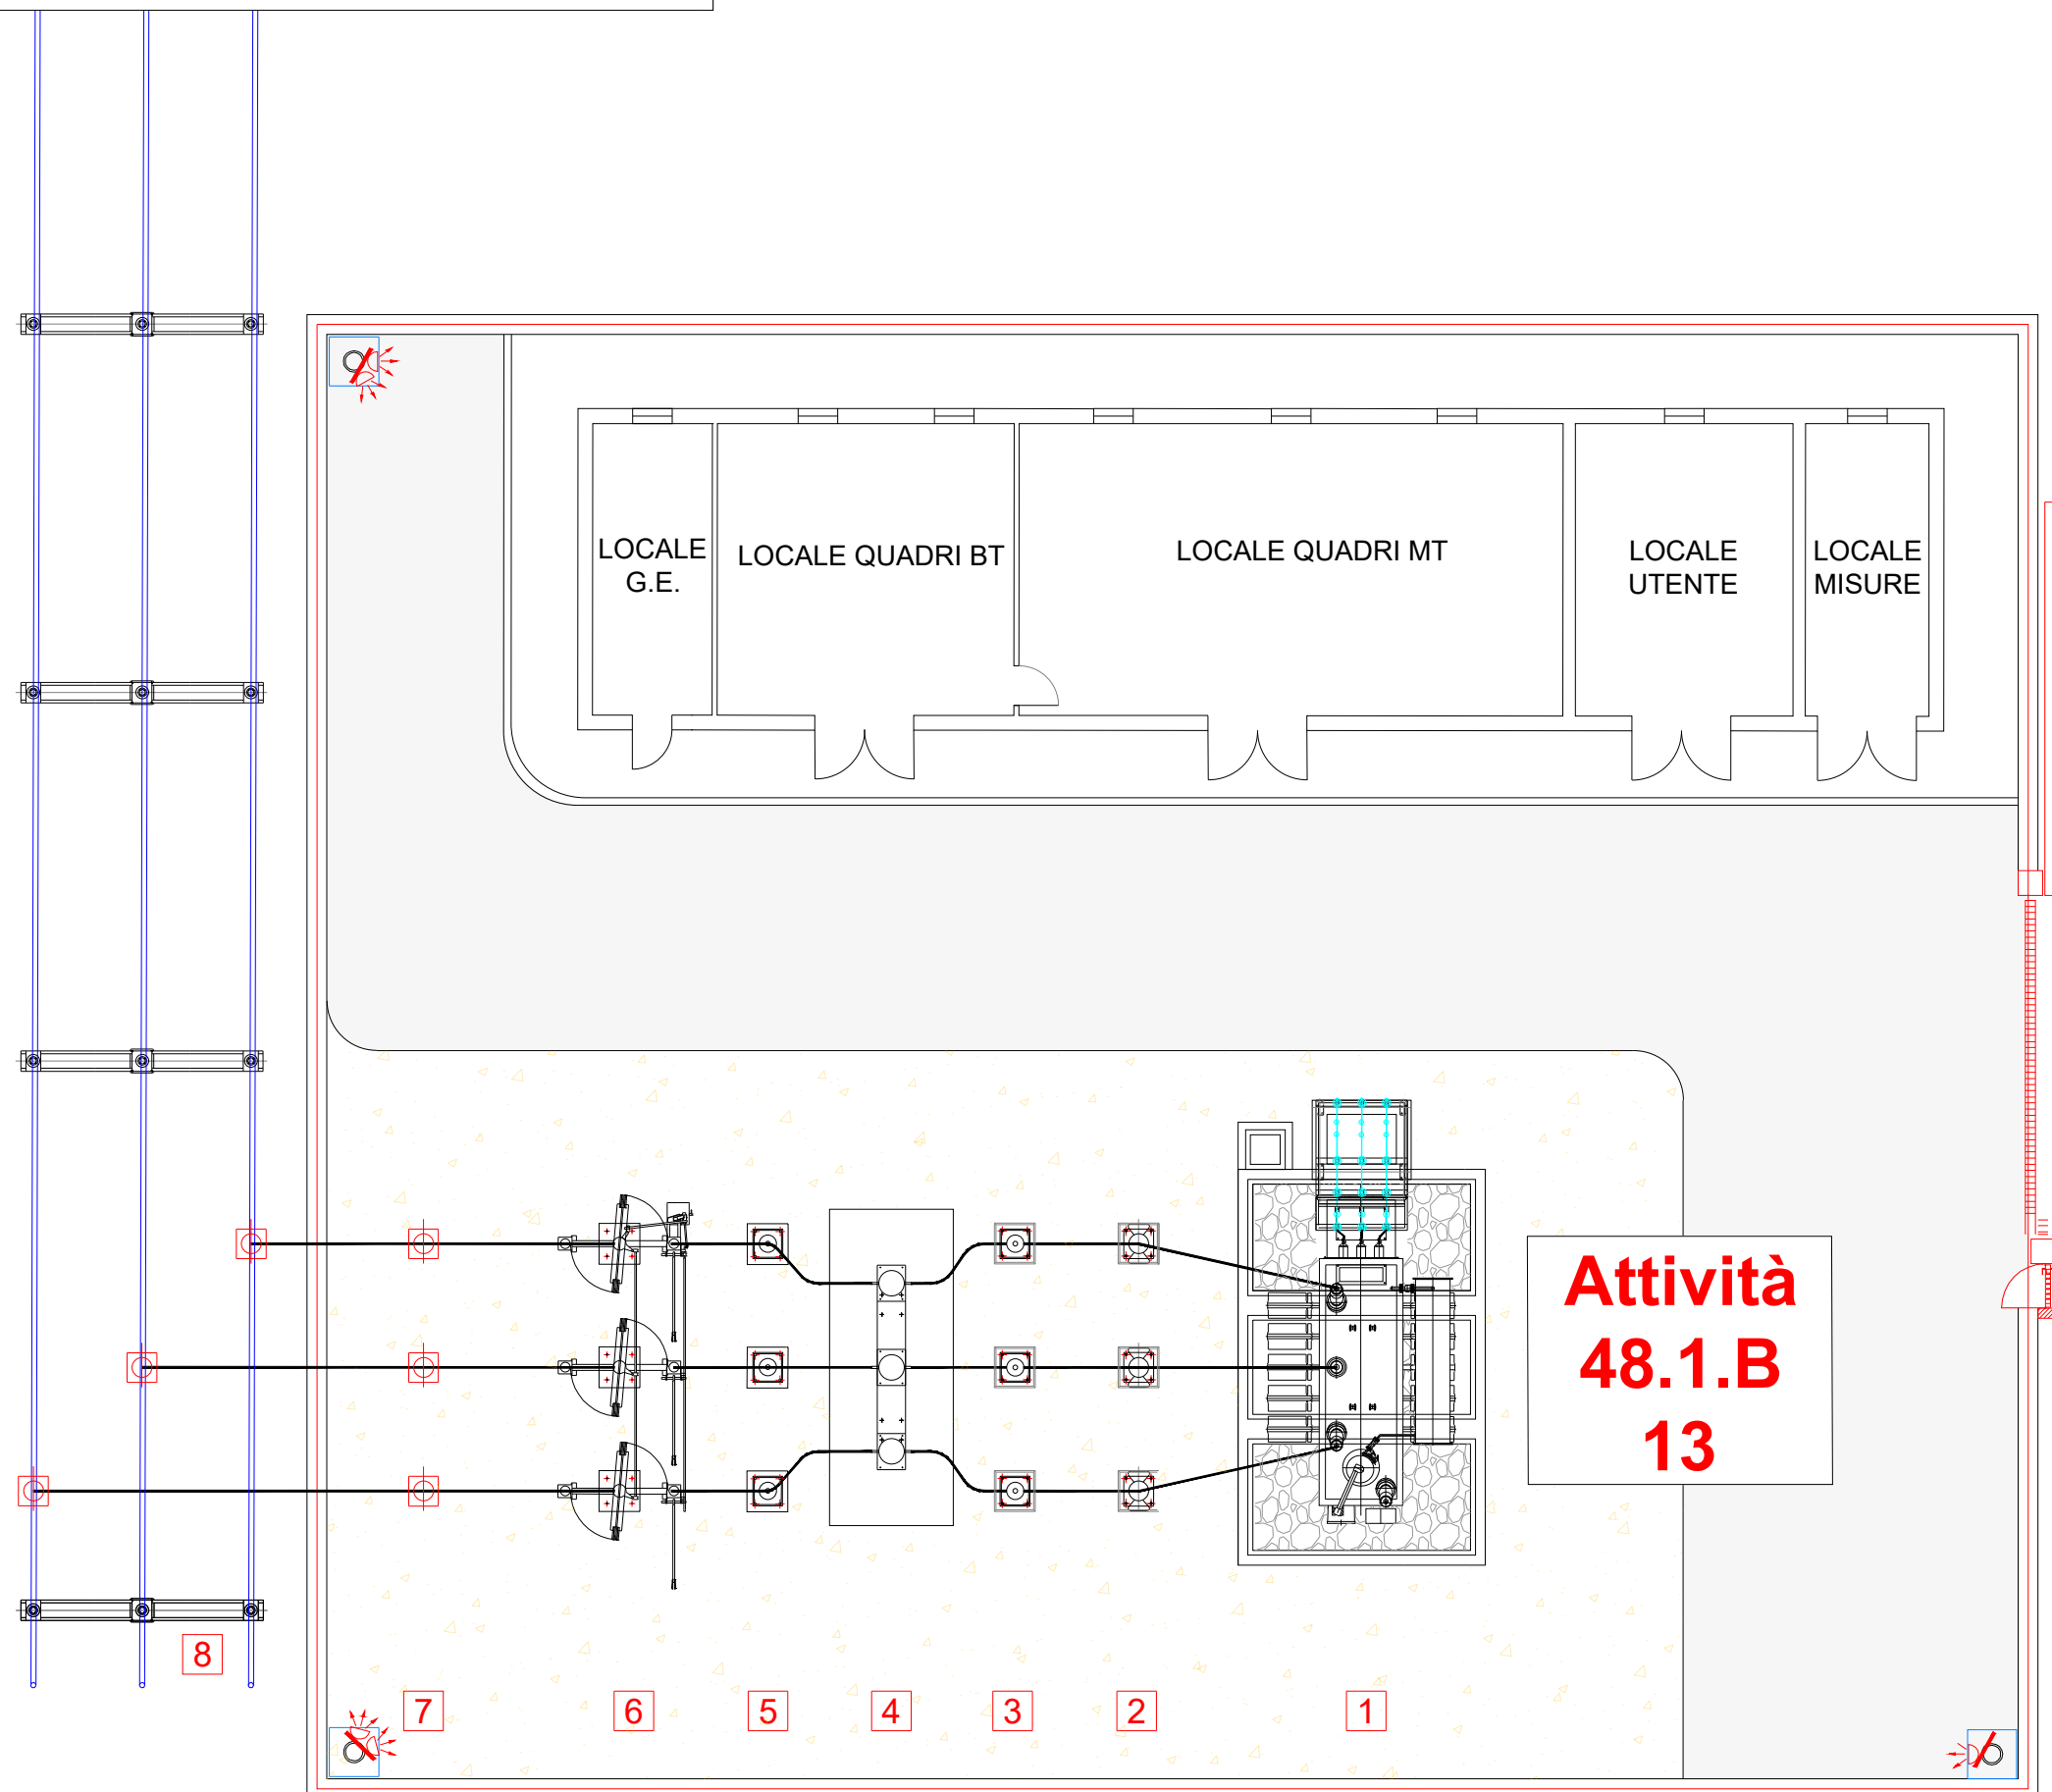 LOCALE
G.E.
LOCALE QUADRI BT
LOCALE QUADRI MT
LOCALE
UTENTE
LOCALE
MISURE
Attività
48.1.B
13
8
7
6
5
4
3
2
1